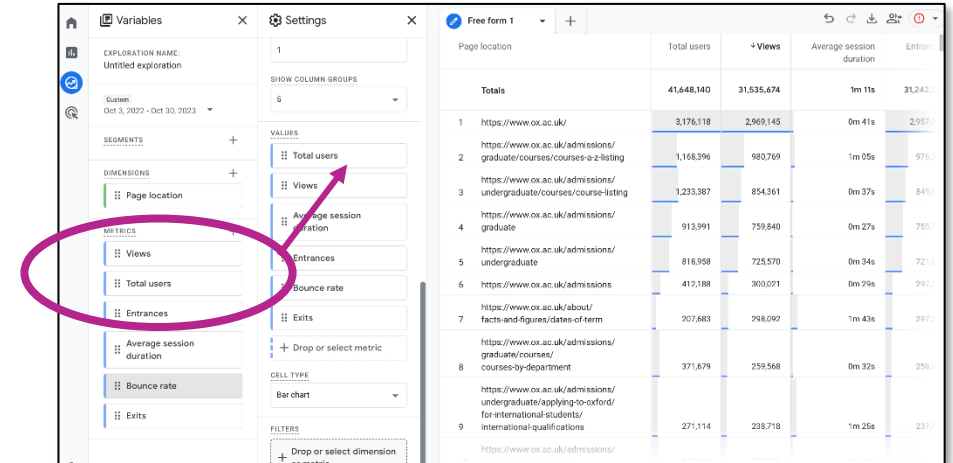 Variables
EXPLORATION NAME:
Untitled exploration
Custom
Oct 3, 2022 - Oct 30, 2023
SEGMENTS
DIMENSIONS
Page location
METRICS
Views
Total users
Entrances
Average session
duration
Bounce rate
Exits
Settings
1
SHOW COLUMN GROUPS
5
VALUES
Total users
Views
Average session
duration
Entrances
Bounce rate
Exits
Drop or select metric
CELL TYPE
Bar chart
FILTERS
Drop or select dimension
or metric
Free form 1
Page location Total users Views Average session
duration
Totals 41,648,140 31,535,674 1m 11s
1 https://www.ox.ac.uk/ 3,176,118 2,969,145 0m 41s
https://www.ox.ac.uk/admissions/
2 graduate/courses/courses-a-z-listing 1,168,396 980,769 1m 05s
https://www.ox.ac.uk/admissions/
3 undergraduate/courses/course-listing 1,233,387 854,361 0m 37s
https://www.ox.ac.uk/admissions/
4 graduate 913,991 759,840 0m 27s
https://www.ox.ac.uk/admissions/
5 undergraduate 818,958 725,570 0m 34s
6 https://www.ox.ac.uk/admissions 412,188 300,021 0m 29s
https://www.ox.ac.uk/about/
7 facts-and-figures/dates-of-term 207,683 298,092 1m 43s
https://www.ox.ac.uk/admissions/
graduate/courses/
8 courses-by-department 371,679 259,568 0m 32s
https://www.ox.ac.uk/admissions/
undergraduate/applying-to-oxford/
for-international-students/
9 international-qualifications 271,114 238,718 1m 25s
https://www.ox.ac.uk/admissions/